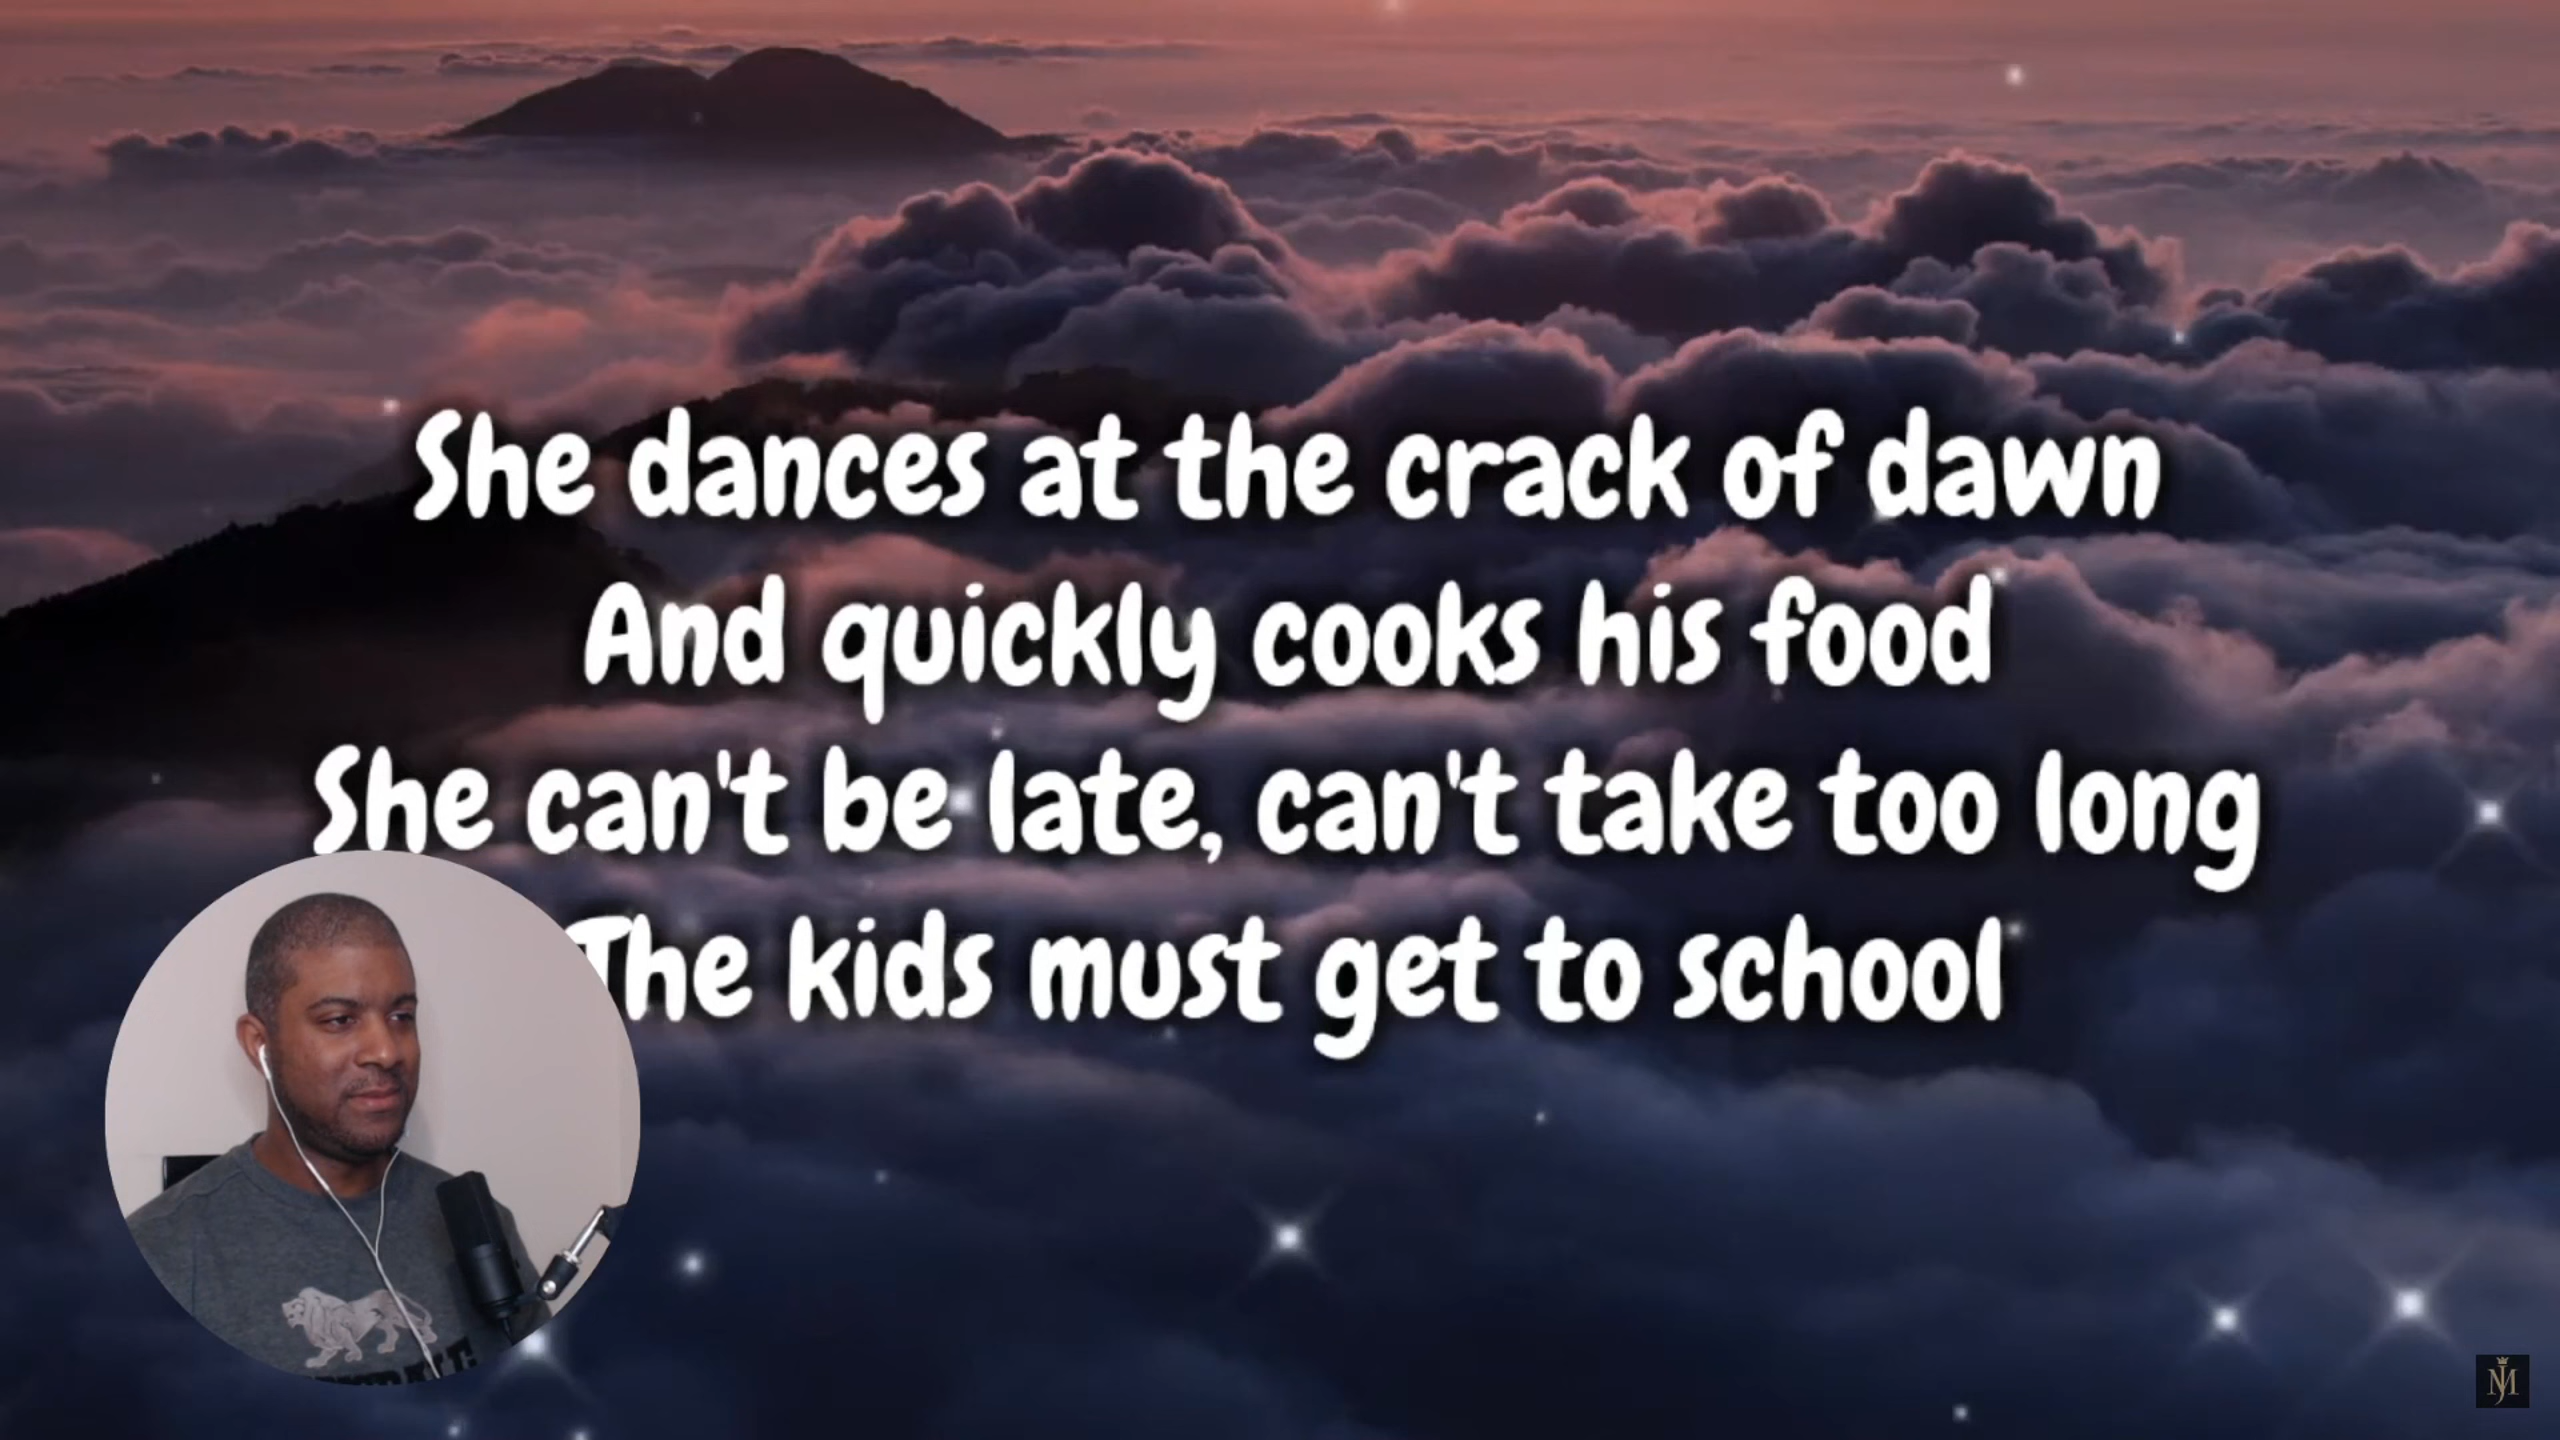 She dances at the crack of dawn
And quickly cooks his food
She can't be late, can't take too long
The kids must get to school